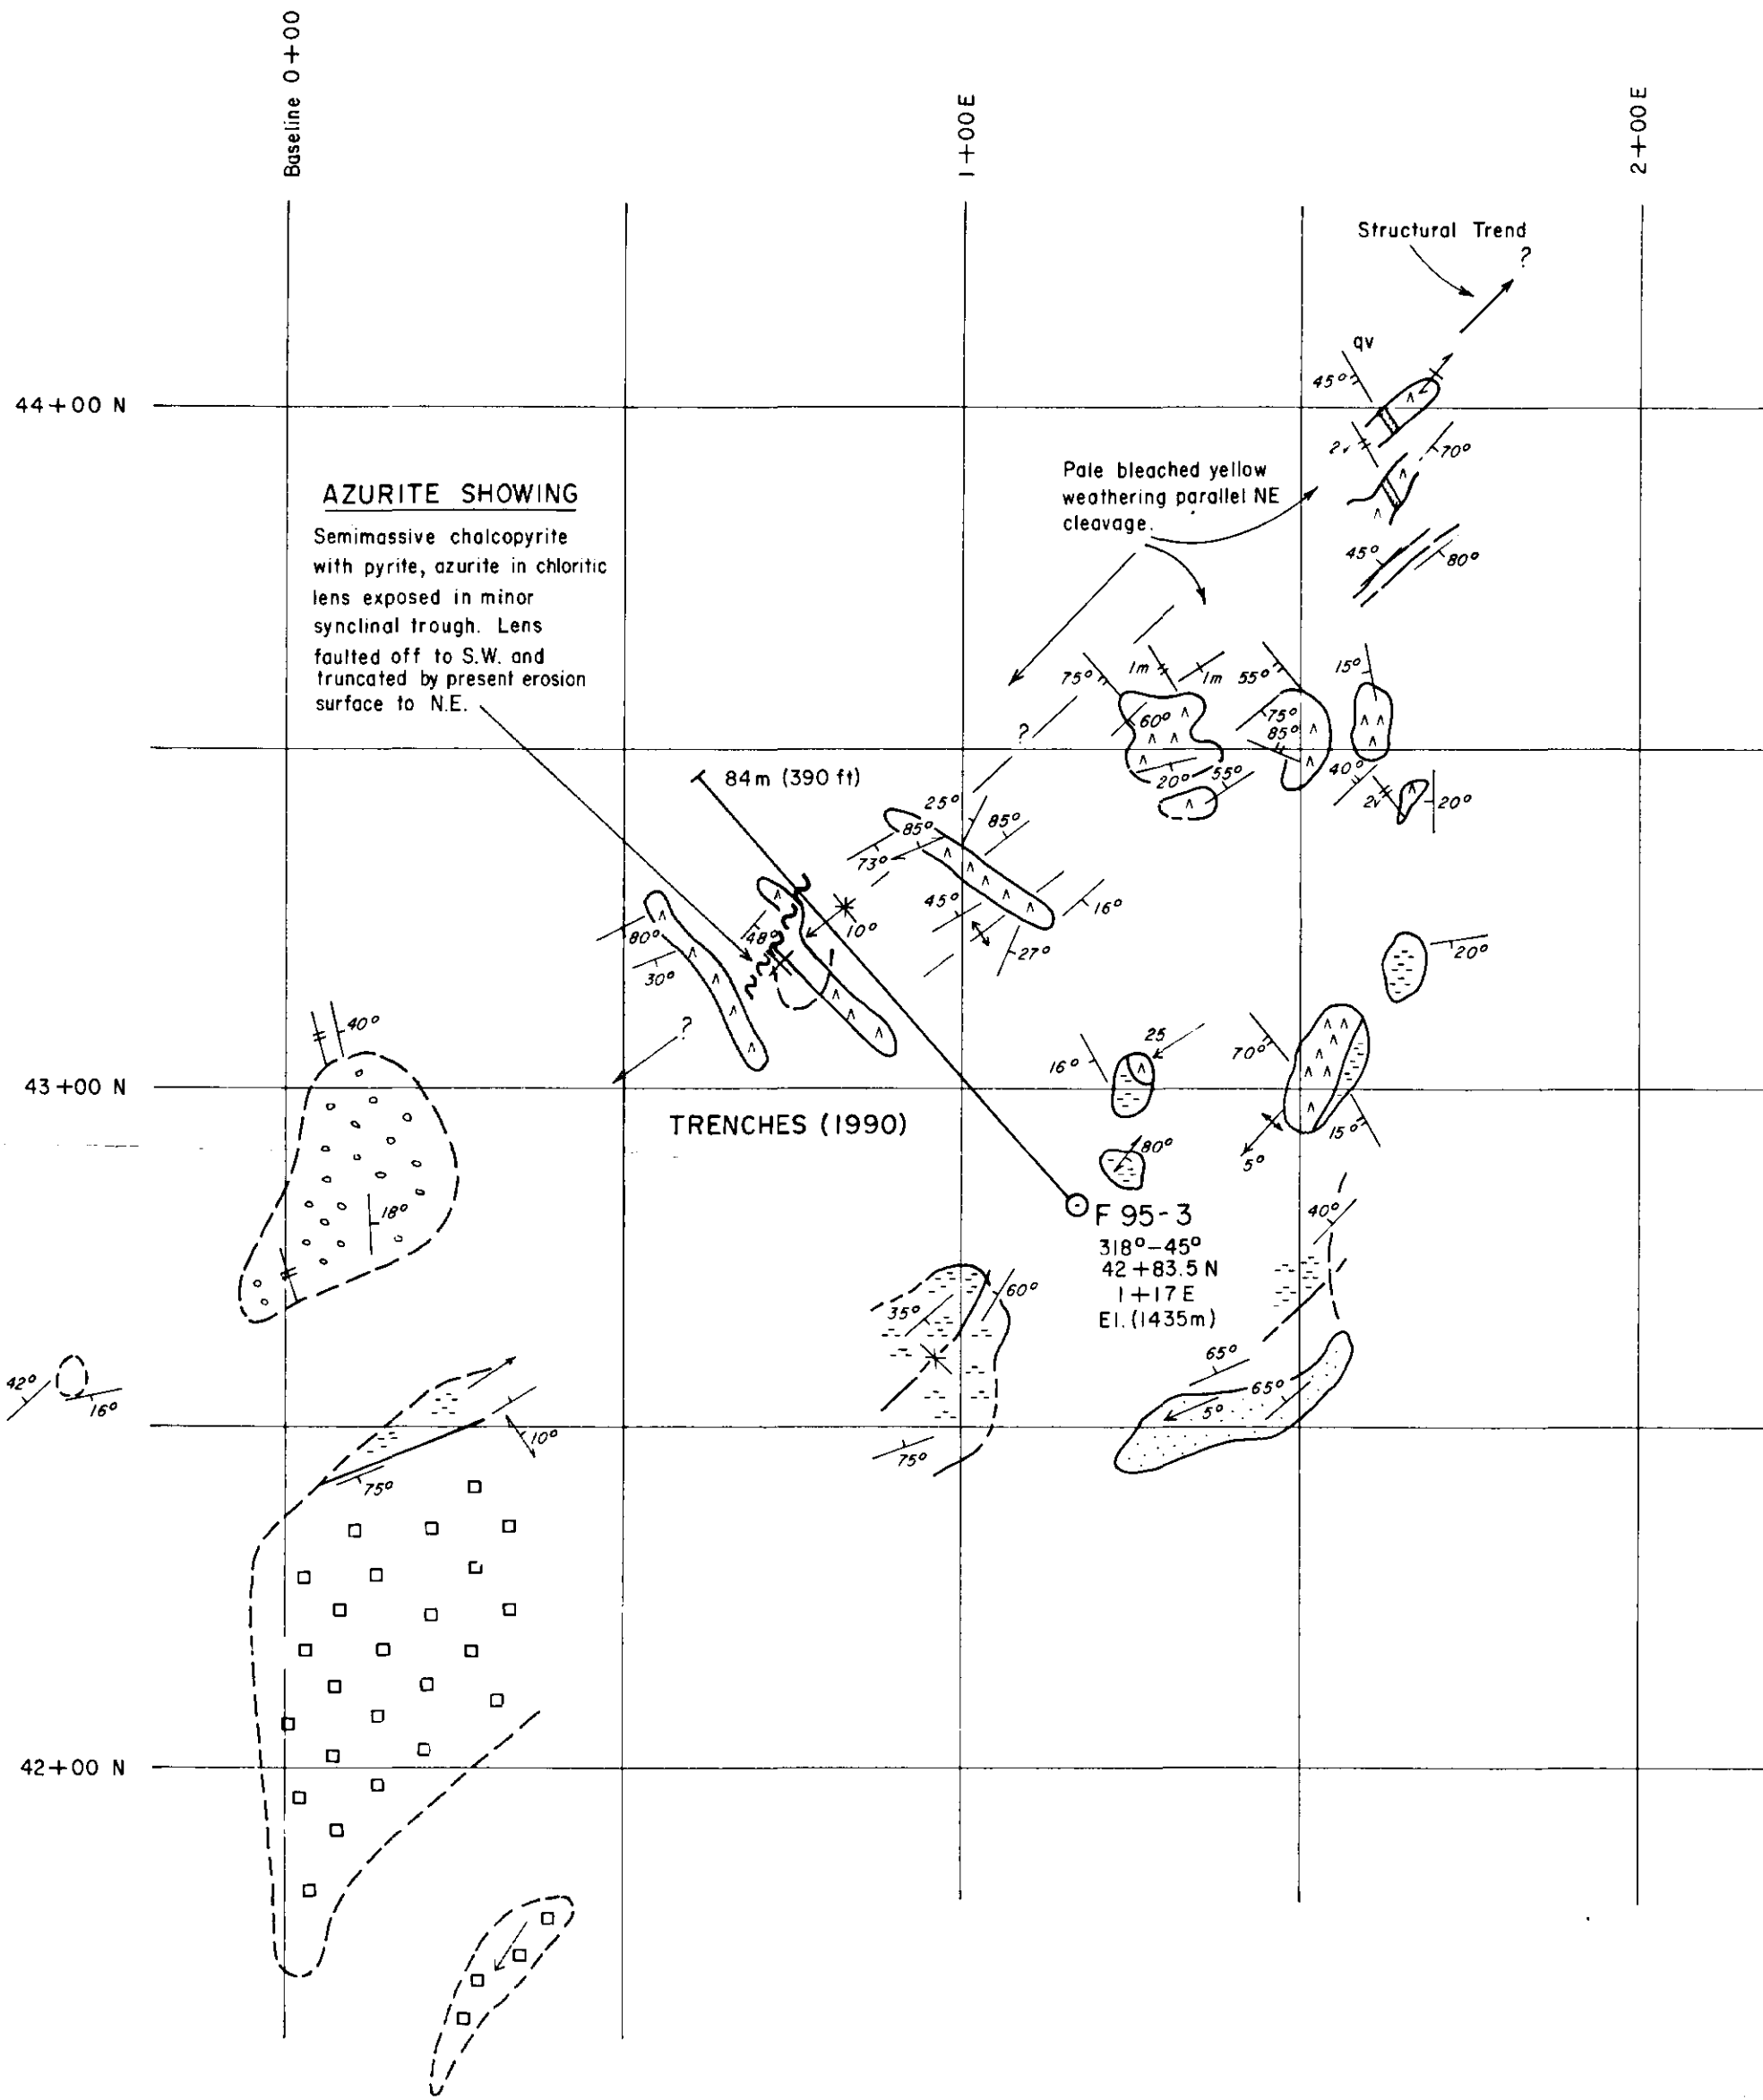 Baseline 0+00
1+00E
2+00E
Structural Trend
?
qv
45°
44+00 N
2v
70°
Pale bleached yellow
weathering parallel NE
cleavage.
AZURITE SHOWING
Semimassive chalcopyrite
with pyrite, azurite in chloritic
lens exposed in minor
synclinal trough. Lens
faulted off to S.W. and
truncated by present erosion
surface to N.E.
45°
80°
75°
1m
1m
55°
15°
60°
75°
85°
?
20°
55°
40°
2v
20°
84m (390 ft)
25°
85°
85°
73°
45°
16°
10°
27°
80°
48°
30°
20°
?
40°
25
16°
70°
43+00 N
TRENCHES (1990)
15°
80°
5°
18°
F 95-3
318°-45°
42+83.5 N
1+17 E
El. (1435m)
40°
60°
35°
65°
65°
5°
42°
16°
10°
75°
75°
42+00 N